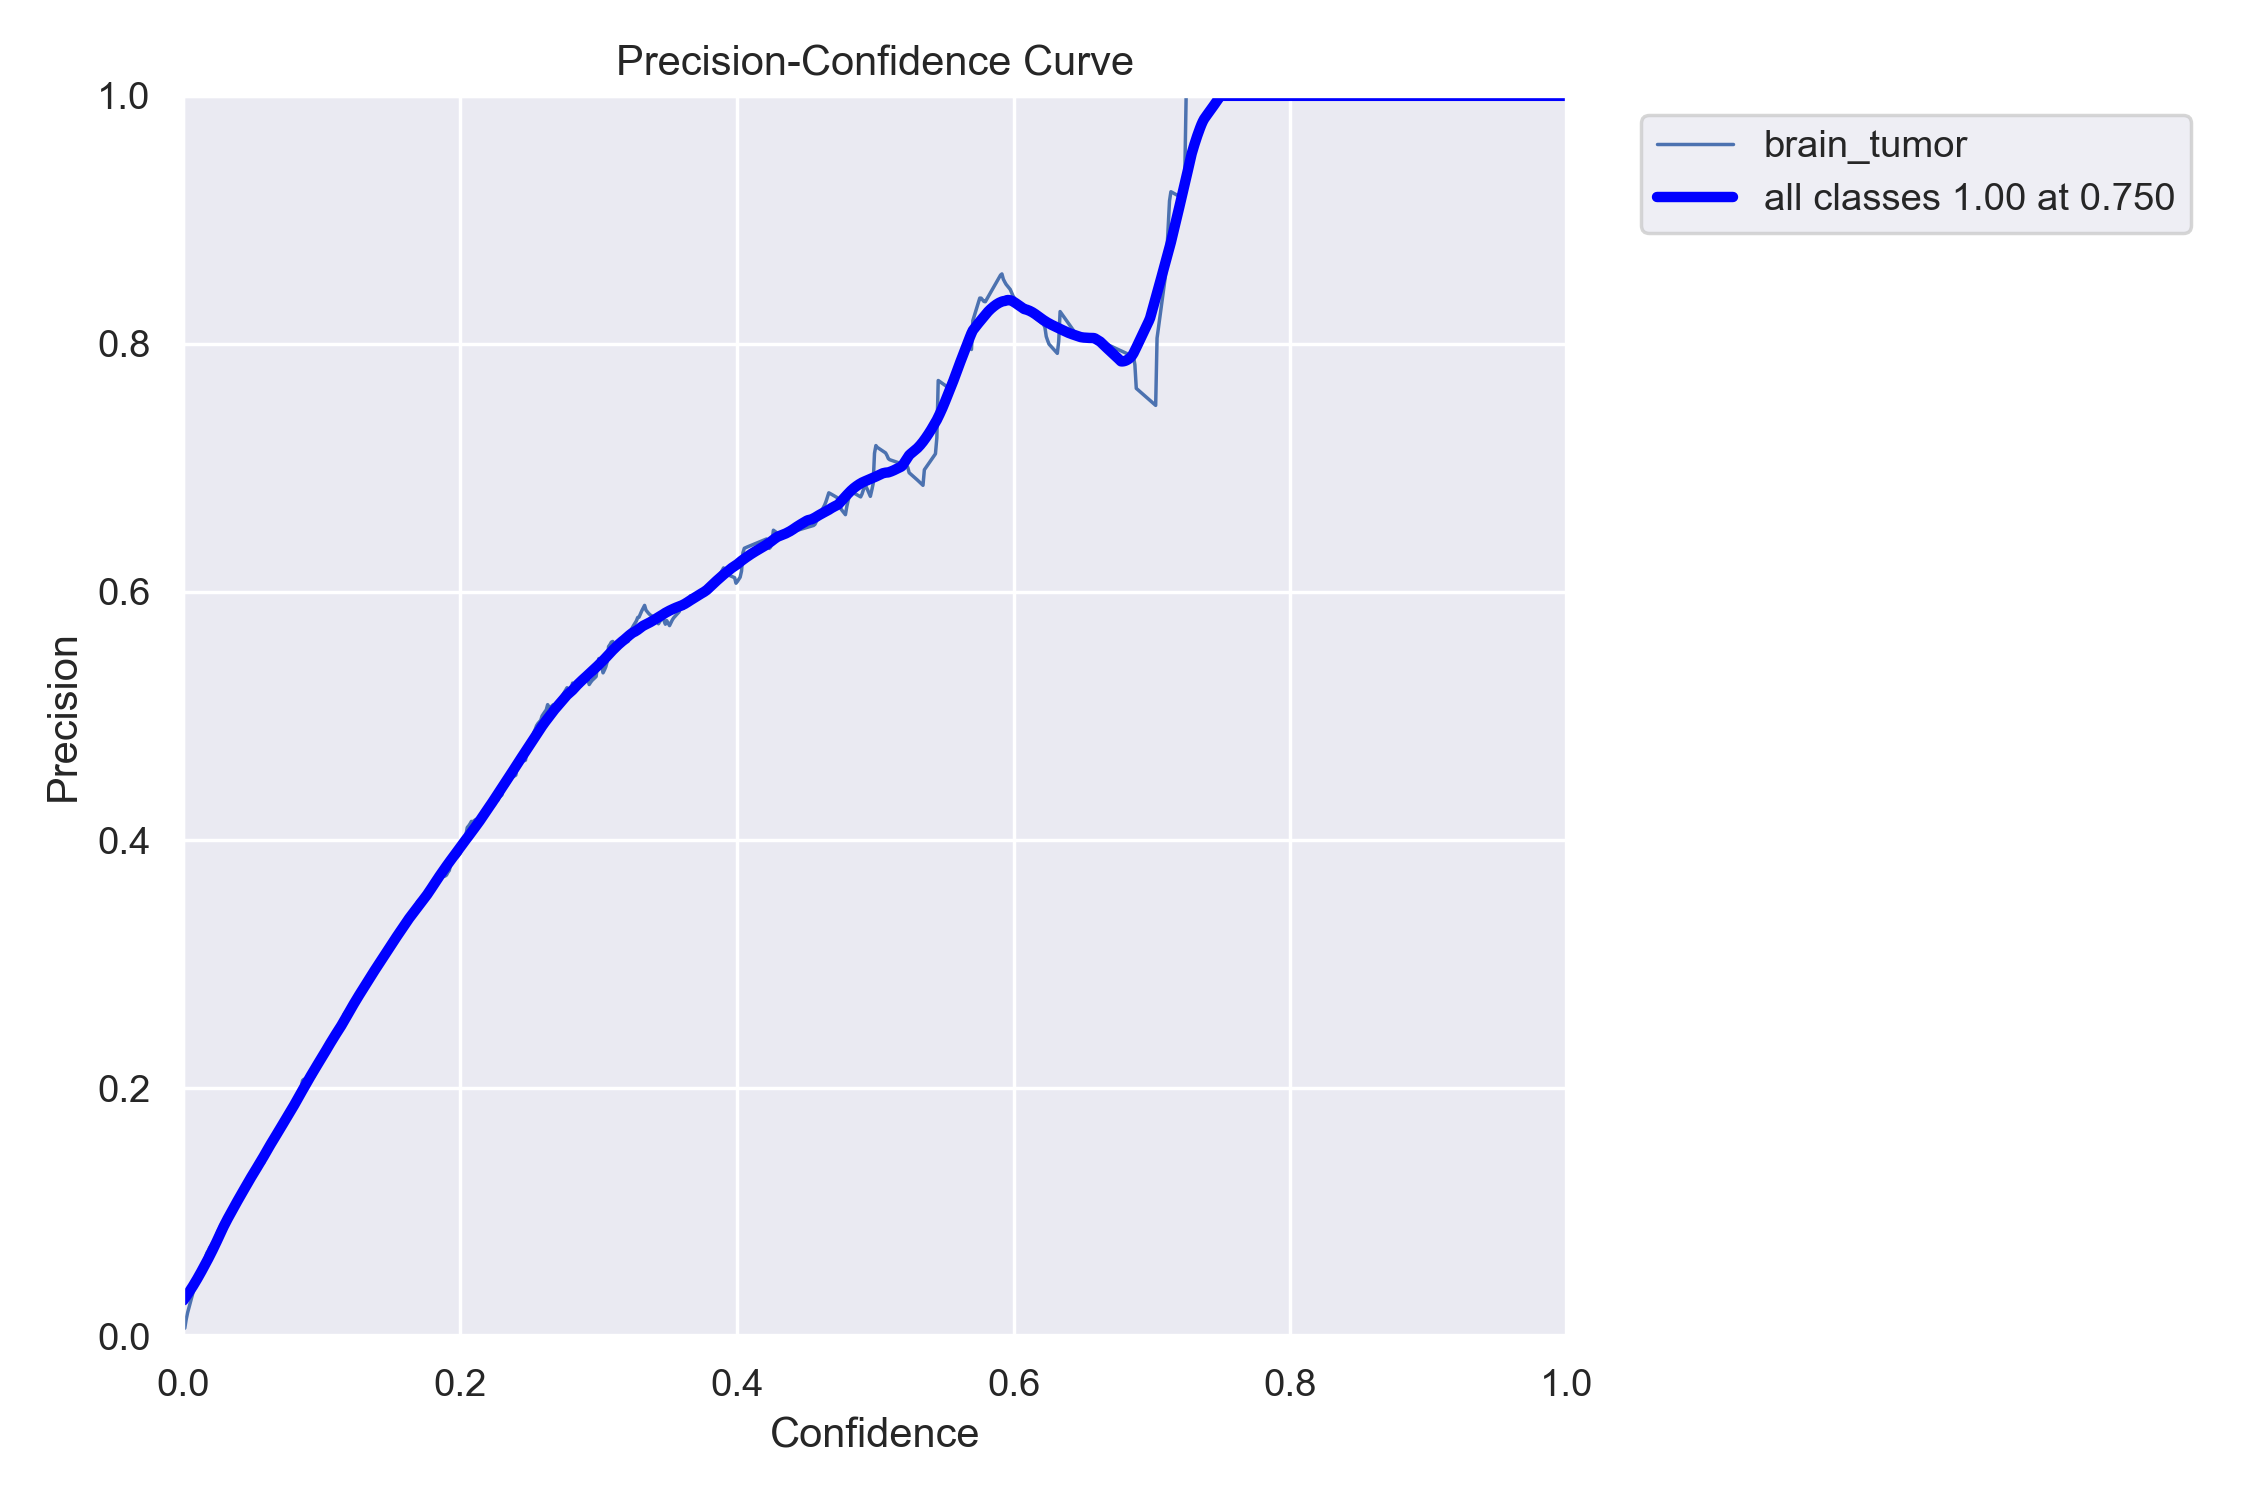 Precision-Confidence Curve
1.0
0.8
0.6
0.4
0.2
0.0
Precision
0.0 0.2 0.4 0.6 0.8 1.0
Confidence
brain_tumor
all classes 1.00 at 0.750